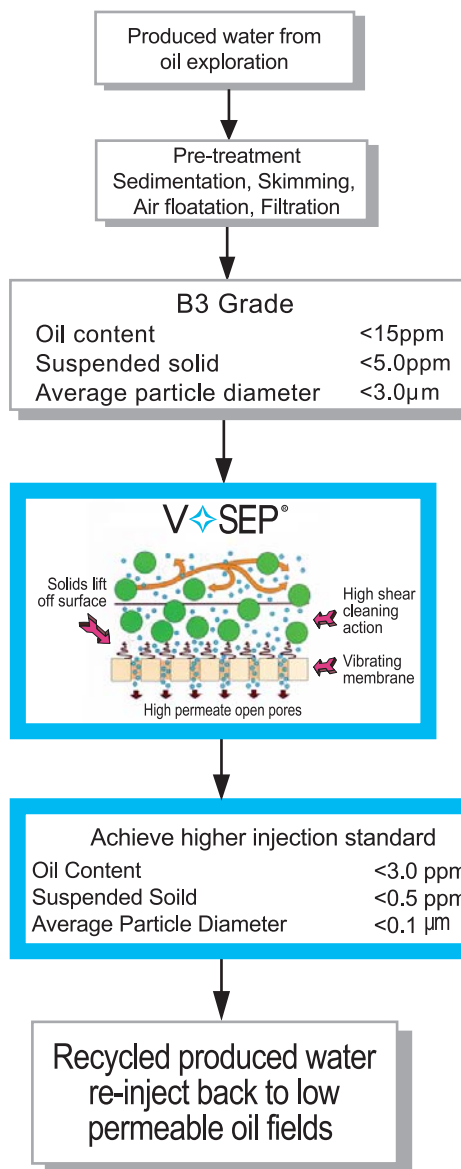 Produced water from
oil exploration
Pre-treatment
Sedimentation, Skimming,
Air floatation, Filtration
B3 Grade
Oil content <15ppm
Suspended solid <5.0ppm
Average particle diameter <3.0μm
V✧SEP®
Solids lift
off surface
High shear
cleaning
action
Vibrating
membrane
High permeate open pores
Achieve higher injection standard
Oil Content <3.0 ppm
Suspended Soild <0.5 ppm
Average Particle Diameter <0.1 μm
Recycled produced water
re-inject back to low
permeable oil fields